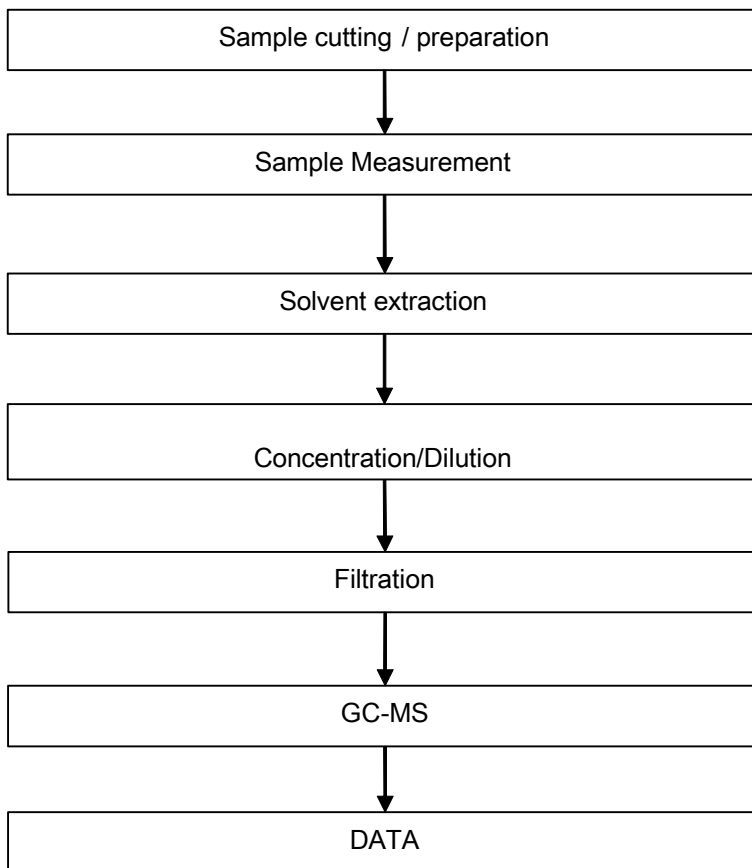 Sample cutting / preparation
Sample Measurement
Solvent extraction
Concentration/Dilution
Filtration
GC-MS
DATA